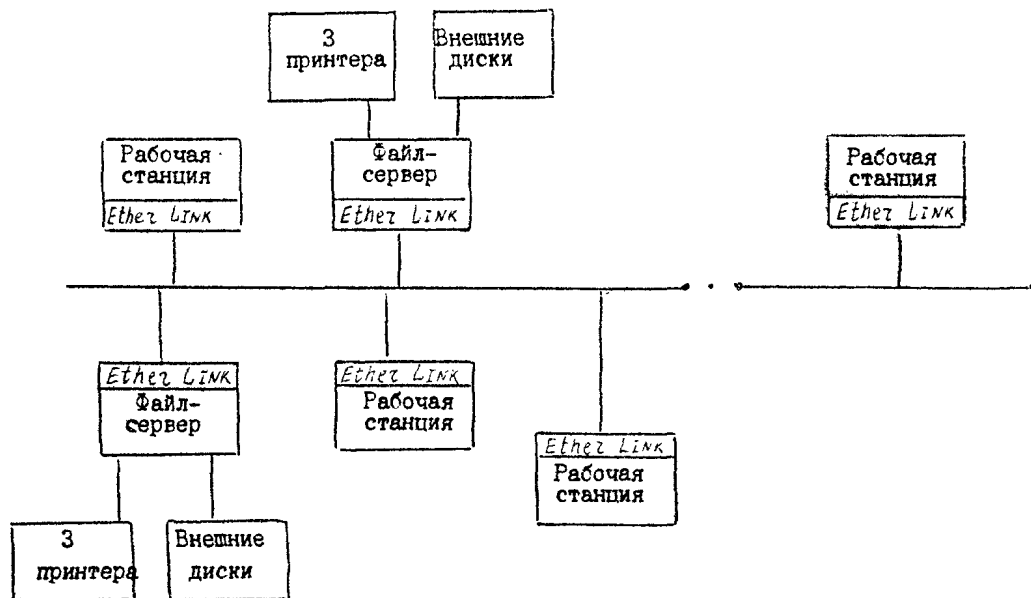 3
принтера
Внешние
диски
Рабочая
станция
Ether LINK
Файл-
сервер
Ether LINK
Рабочая
станция
Ether LINK
Ether LINK
Файл-
сервер
Ether LINK
Рабочая
станция
Ether LINK
Рабочая
станция
3
принтера
Внешние
диски